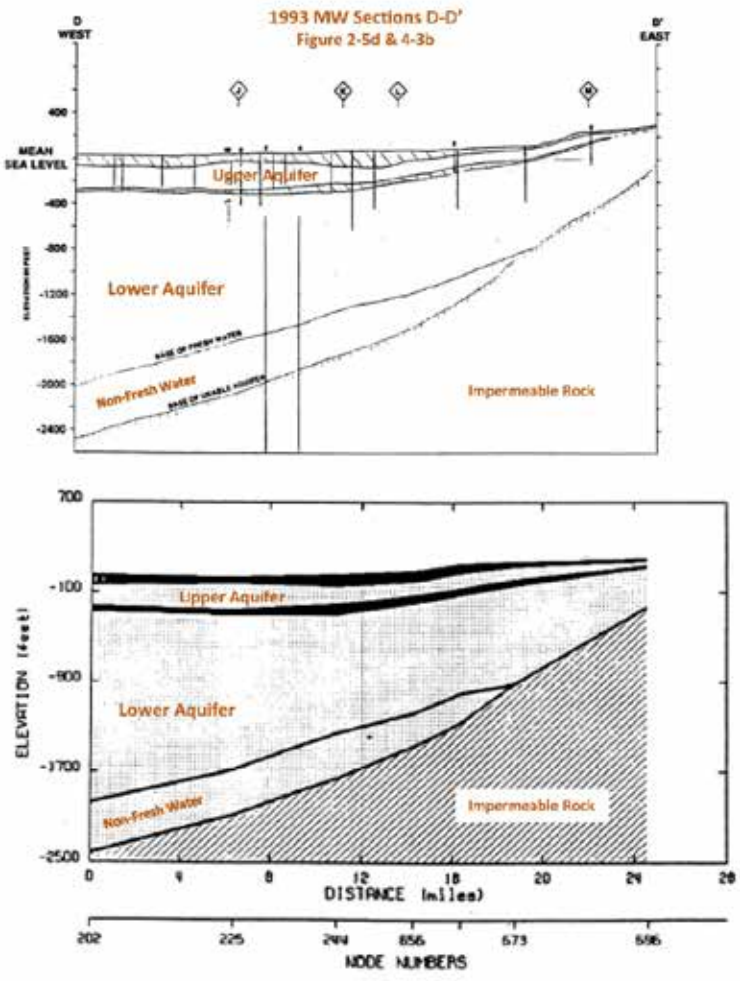 1993 MW Sections D-D'
Figure 2-5d & 4-3b
D
WEST
D'
EAST
J
K
L
M
400
MEAN
SEA LEVEL
-400
-800
-1200
-1600
-2000
-2400
ELEVATION IN FEET
Upper Aquifer
Lower Aquifer
BASE OF FRESH WATER
Non-Fresh Water
BASE OF USABLE AQUIFER
Impermeable Rock
700
-100
-900
-1700
-2500
ELEVATION (feet)
Upper Aquifer
Lower Aquifer
Non-Fresh Water
Impermeable Rock
0 4 8 12 16 20 24 28
DISTANCE (miles)
202 225 244 656 673 696
NODE NUMBERS